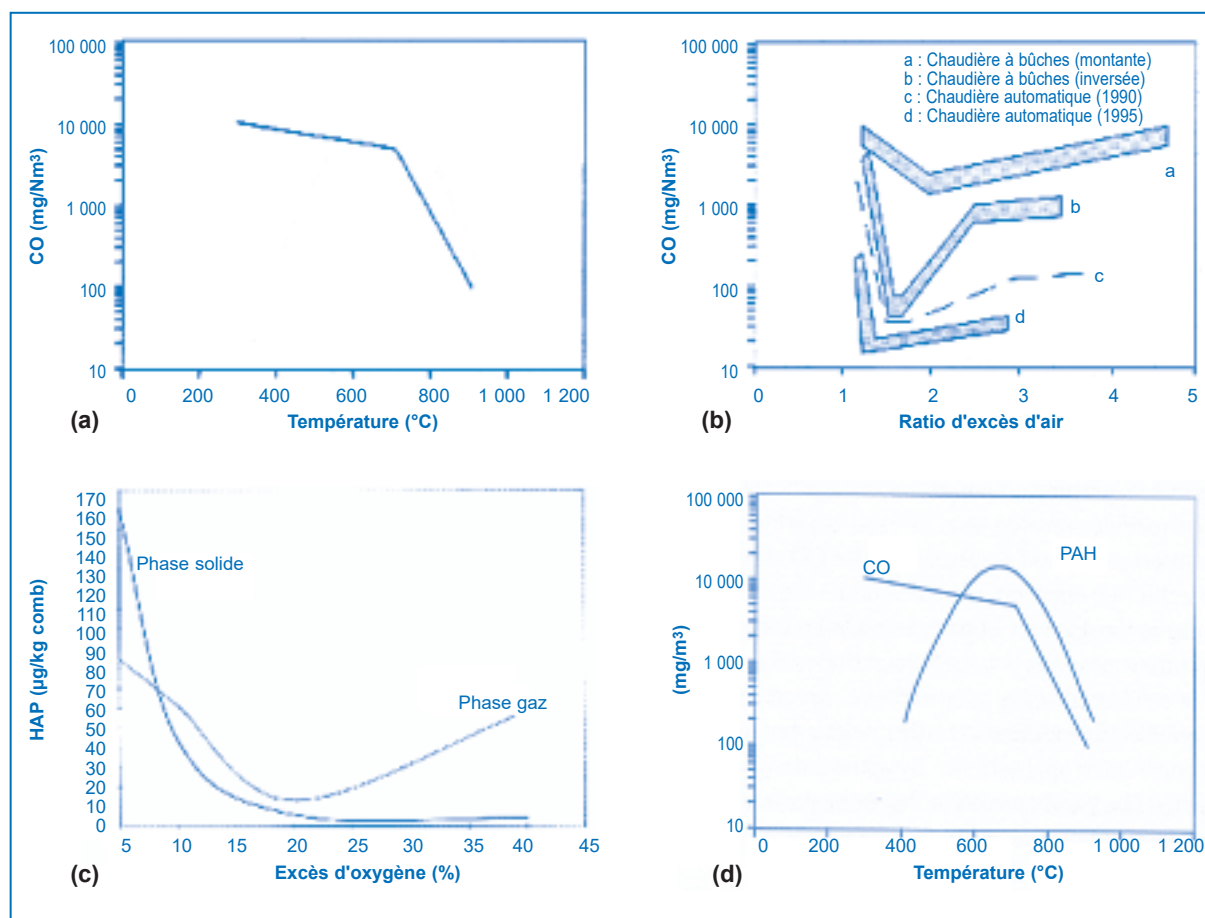 100 000
10 000
1 000
100
10
CO (mg/Nm³)
0 200 400 600 800 1 000 1 200
Température (°C)
(a)
100 000
10 000
1 000
100
10
CO (mg/Nm³)
a : Chaudière à bûches (montante)
b : Chaudière à bûches (inversée)
c : Chaudière automatique (1990)
d : Chaudière automatique (1995)
a
b
c
d
0 1 2 3 4 5
Ratio d'excès d'air
(b)
170
160
150
140
130
120
110
100
90
80
70
60
50
40
30
20
10
0
HAP (µg/kg comb)
Phase solide
Phase gaz
5 10 15 20 25 30 35 40 45
Excès d'oxygène (%)
(c)
100 000
10 000
1 000
100
10
(mg/m³)
CO
PAH
0 200 400 600 800 1 000 1 200
Température (°C)
(d)